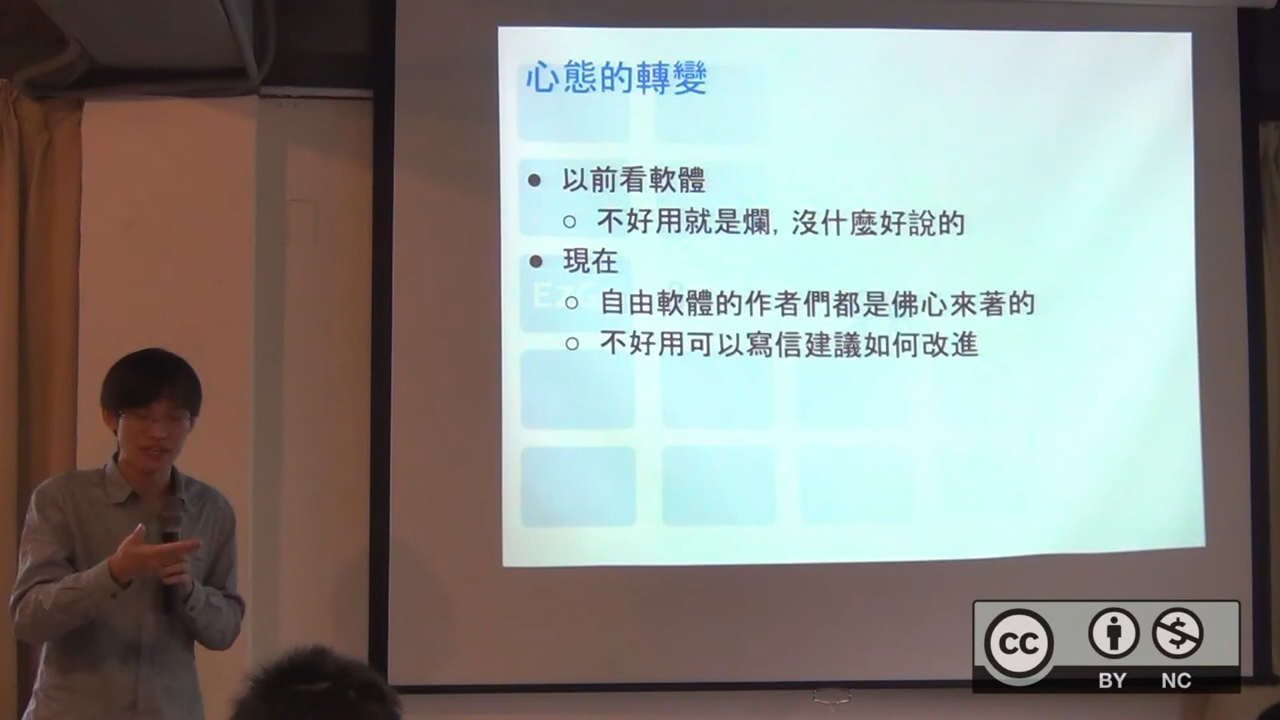 心態的轉變
● 以前看軟體
○ 不好用就是爛, 沒什麼好說的
● 現在
○ 自由軟體的作者們都是佛心來著的
○ 不好用可以寫信建議如何改進
cc
BY NC